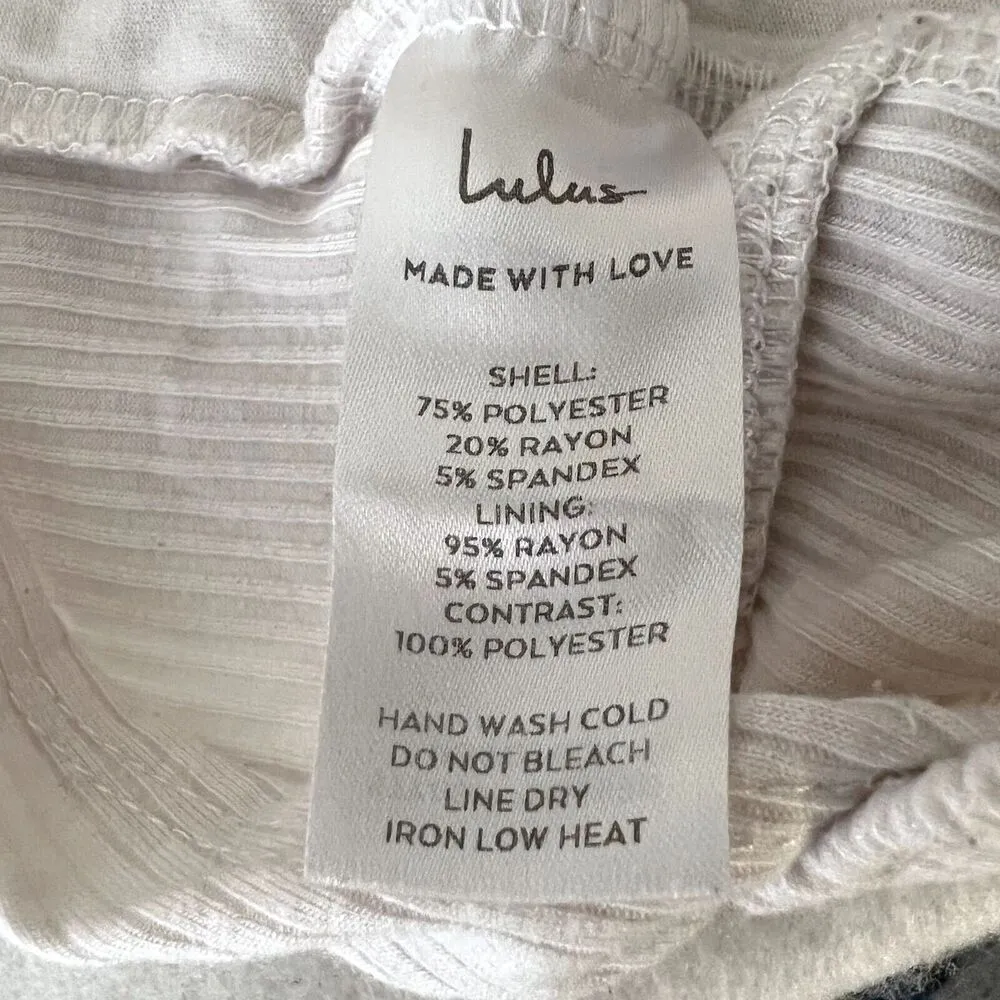 Lulus
MADE WITH LOVE
SHELL:
75% POLYESTER
20% RAYON
5% SPANDEX
LINING:
95% RAYON
5% SPANDEX
CONTRAST:
100% POLYESTER
HAND WASH COLD
DO NOT BLEACH
LINE DRY
IRON LOW HEAT